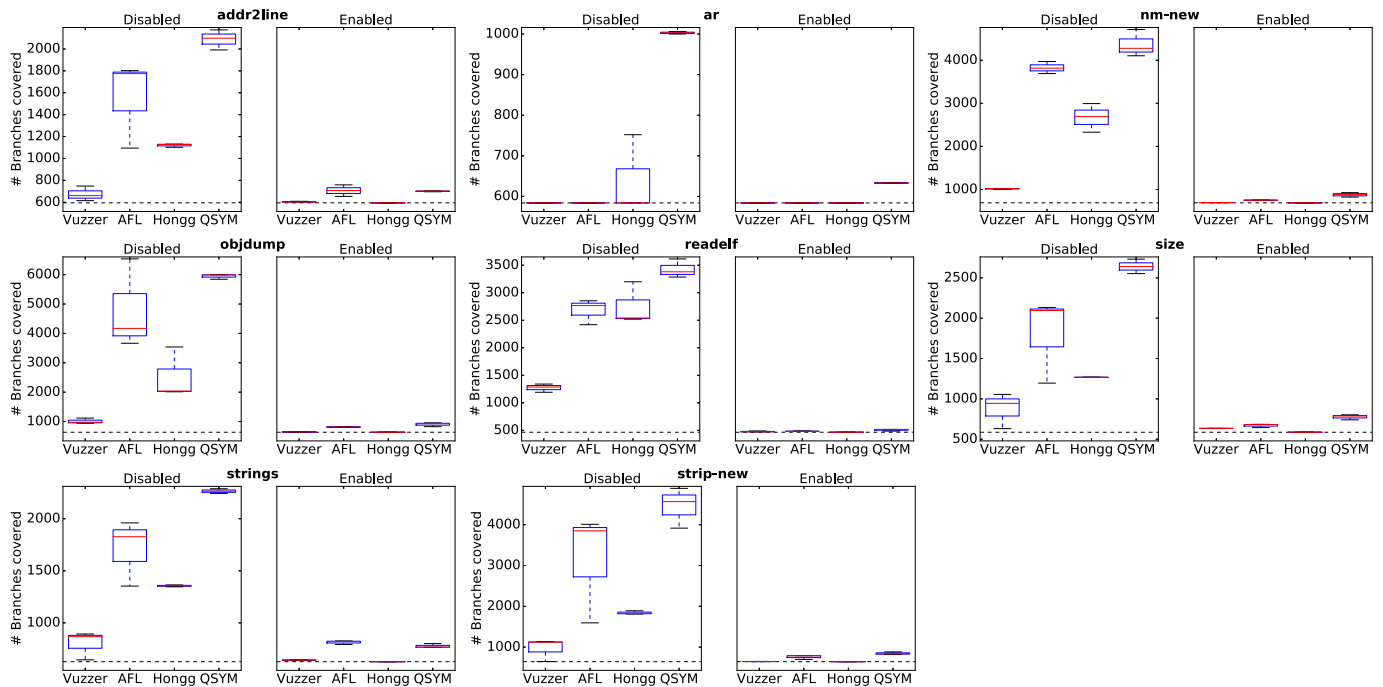 addr2line
Disabled
Enabled
# Branches covered
2000
1800
1600
1400
1200
1000
800
600
Vuzzer AFL Hongg QSYM
Vuzzer AFL Hongg QSYM
ar
Disabled
Enabled
# Branches covered
1000
900
800
700
600
Vuzzer AFL Hongg QSYM
Vuzzer AFL Hongg QSYM
nm-new
Disabled
Enabled
# Branches covered
4000
3000
2000
1000
Vuzzer AFL Hongg QSYM
Vuzzer AFL Hongg QSYM
objdump
Disabled
Enabled
# Branches covered
6000
5000
4000
3000
2000
1000
Vuzzer AFL Hongg QSYM
Vuzzer AFL Hongg QSYM
readelf
Disabled
Enabled
# Branches covered
3500
3000
2500
2000
1500
1000
500
Vuzzer AFL Hongg QSYM
Vuzzer AFL Hongg QSYM
size
Disabled
Enabled
# Branches covered
2500
2000
1500
1000
500
Vuzzer AFL Hongg QSYM
Vuzzer AFL Hongg QSYM
strings
Disabled
Enabled
# Branches covered
2000
1500
1000
Vuzzer AFL Hongg QSYM
Vuzzer AFL Hongg QSYM
strip-new
Disabled
Enabled
# Branches covered
4000
3000
2000
1000
Vuzzer AFL Hongg QSYM
Vuzzer AFL Hongg QSYM